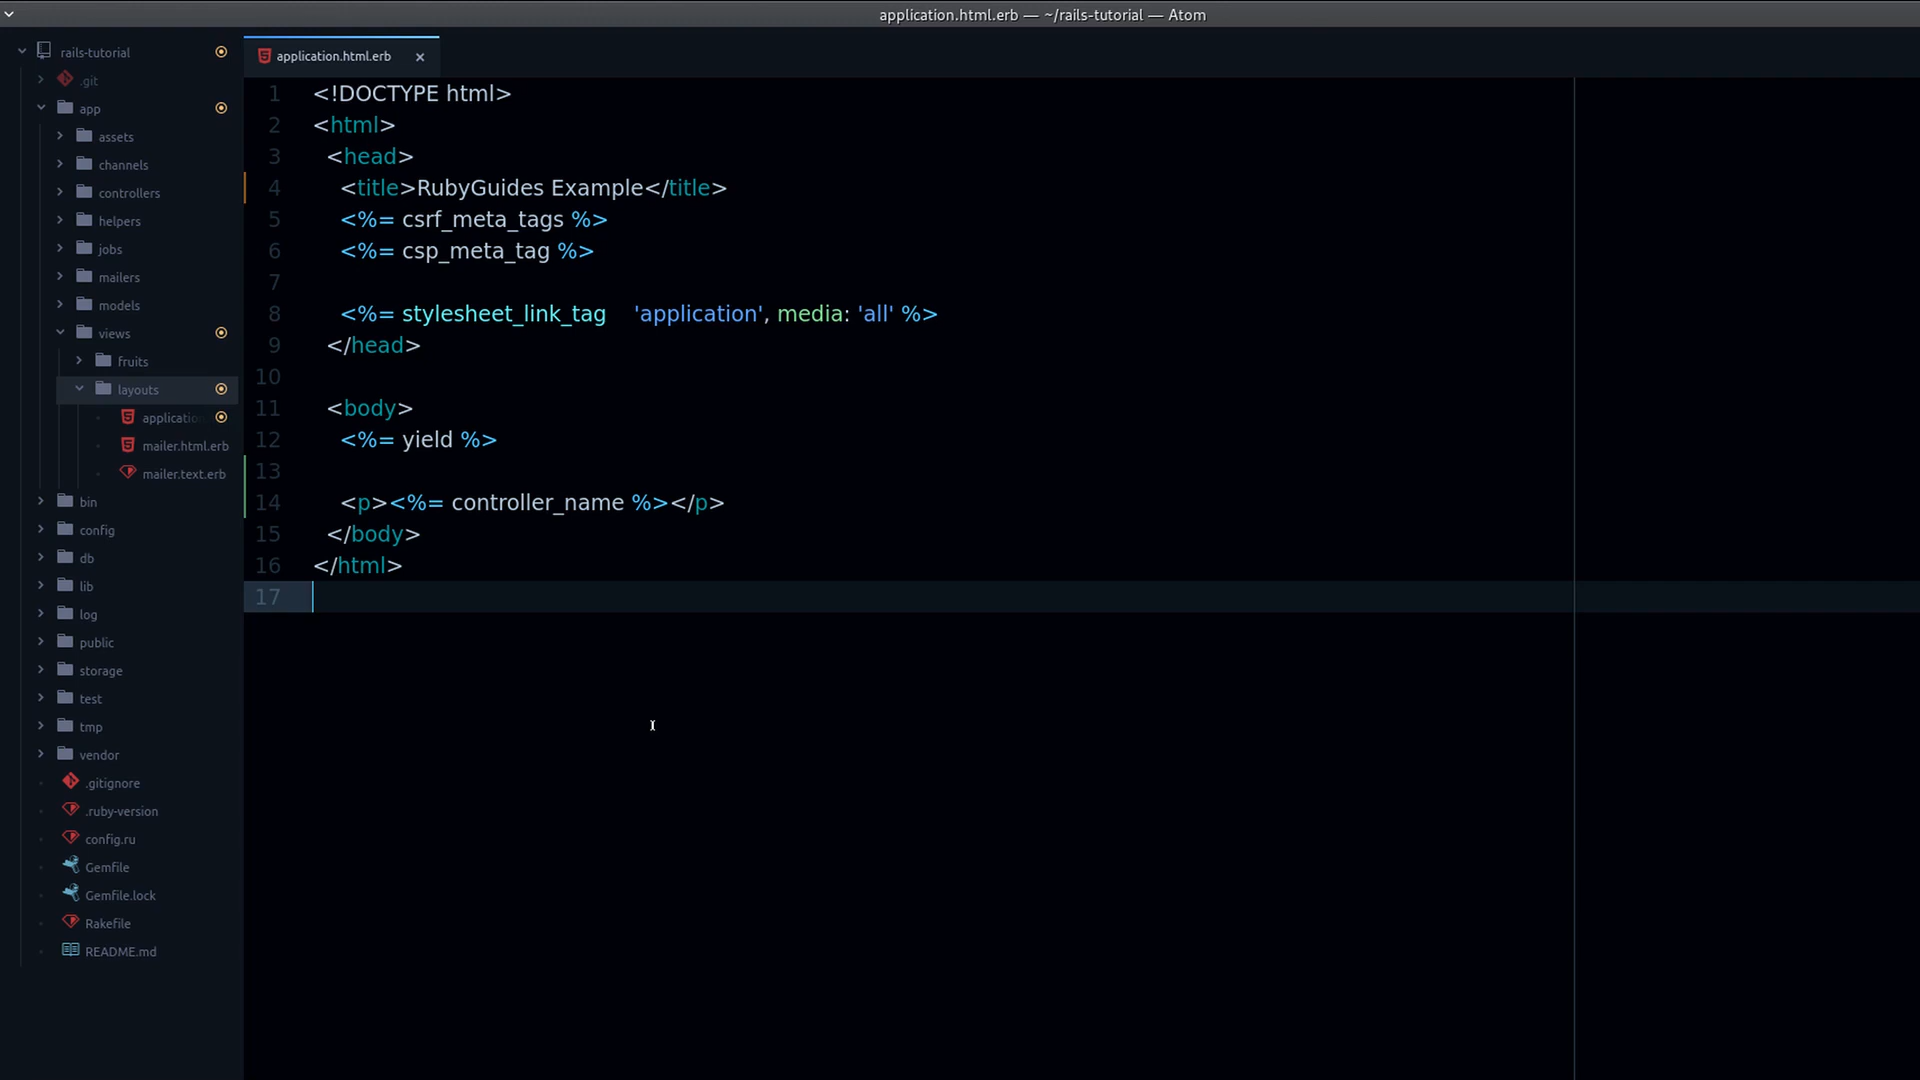 application.html.erb — ~/rails-tutorial — Atom
rails-tutorial
.git
app
assets
channels
controllers
helpers
jobs
mailers
models
views
fruits
layouts
applicatio
mailer.html.erb
mailer.text.erb
bin
config
db
lib
log
public
storage
test
tmp
vendor
.gitignore
.ruby-version
config.ru
Gemfile
Gemfile.lock
Rakefile
README.md
application.html.erb ×
1 <!DOCTYPE html>
2 <html>
3 <head>
4 <title>RubyGuides Example</title>
5 <%= csrf_meta_tags %>
6 <%= csp_meta_tag %>
7
8 <%= stylesheet_link_tag    'application', media: 'all' %>
9 </head>
10
11 <body>
12 <%= yield %>
13
14 <p><%= controller_name %></p>
15 </body>
16 </html>
17